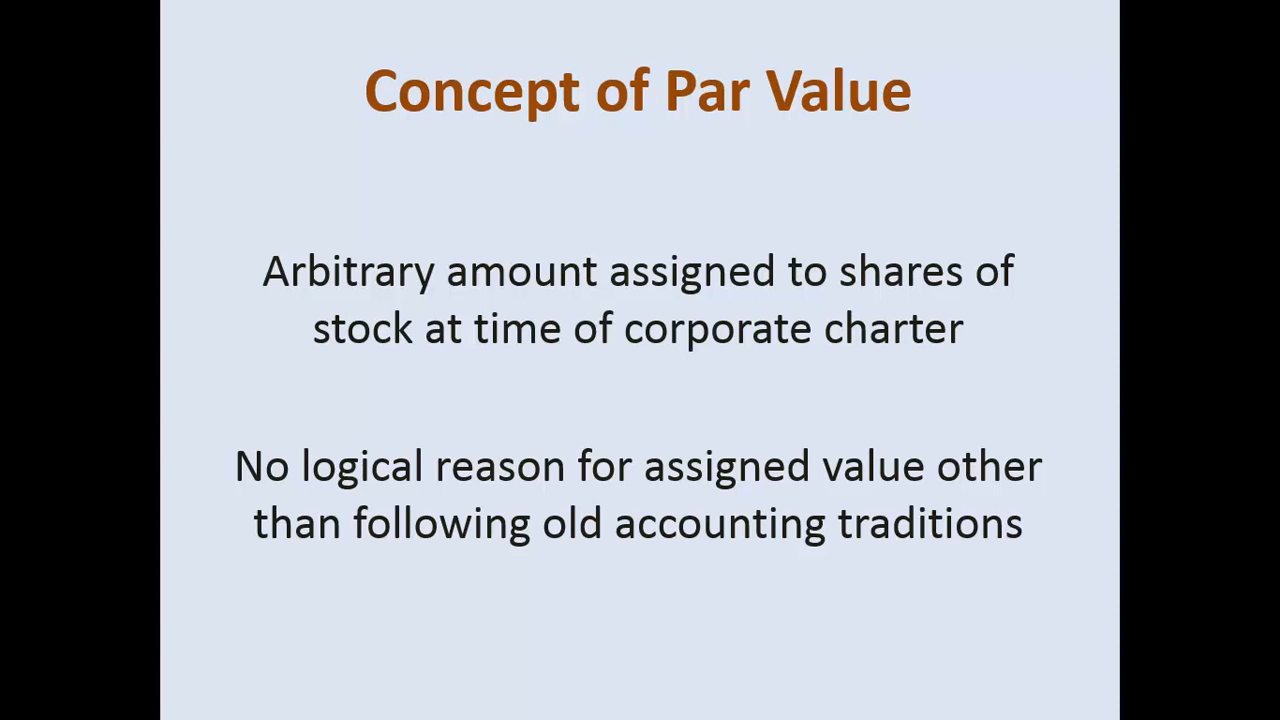 Concept of Par Value
Arbitrary amount assigned to shares of
stock at time of corporate charter
No logical reason for assigned value other
than following old accounting traditions